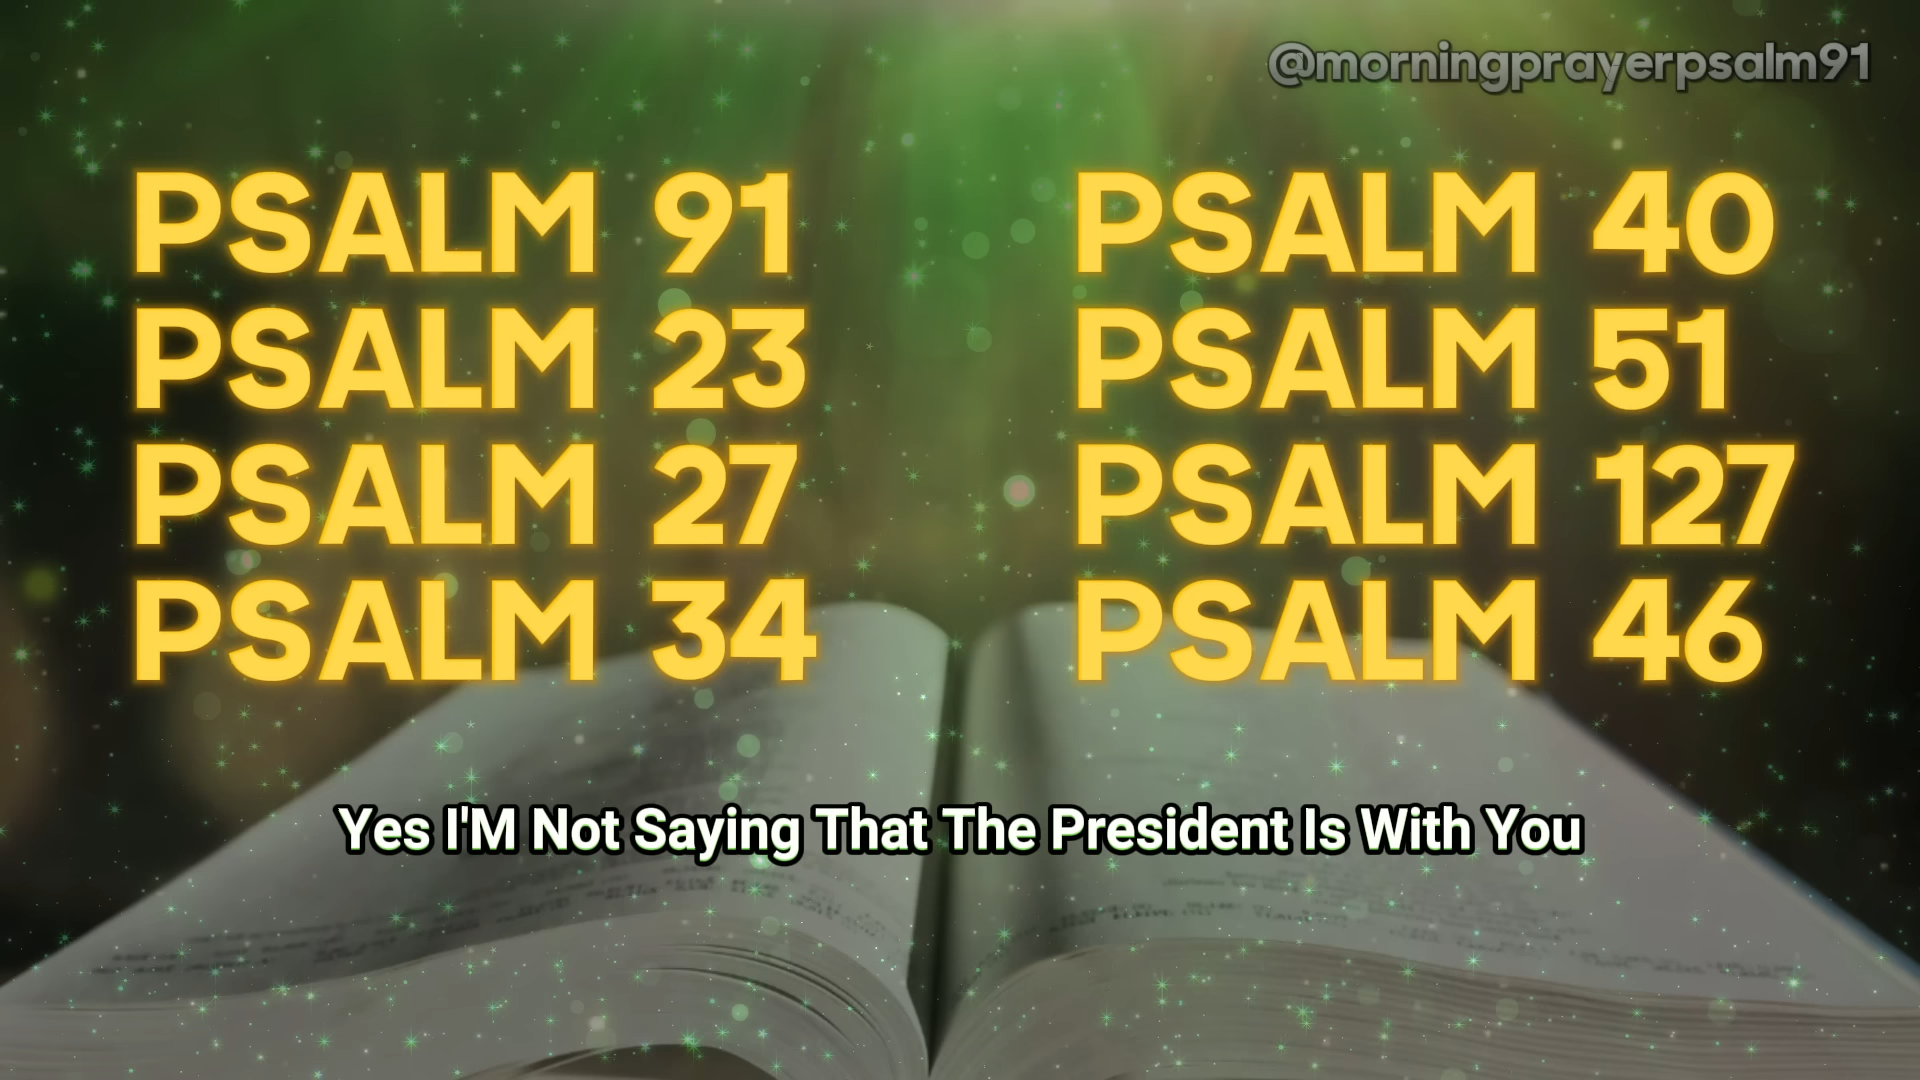 @morningprayerpsalm91
PSALM 91
PSALM 23
PSALM 27
PSALM 34
PSALM 40
PSALM 51
PSALM 127
PSALM 46
Yes I'M Not Saying That The President Is With You